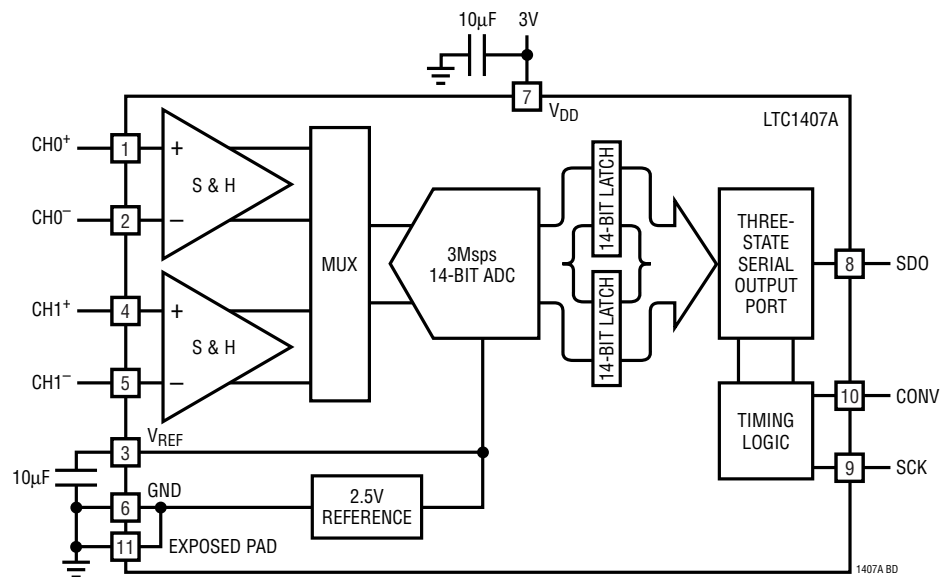 10µF 3V
7
VDD
LTC1407A
CH0+
1
+
S & H
CH0–
2
–
CH1+
4
+
S & H
CH1–
5
–
MUX
3Msps
14-BIT ADC
14-BIT LATCH
14-BIT LATCH
THREE-
STATE
SERIAL
OUTPUT
PORT
8
SDO
10
CONV
TIMING
LOGIC
9
SCK
VREF
3
10µF
GND
6
2.5V
REFERENCE
11
EXPOSED PAD
1407A BD